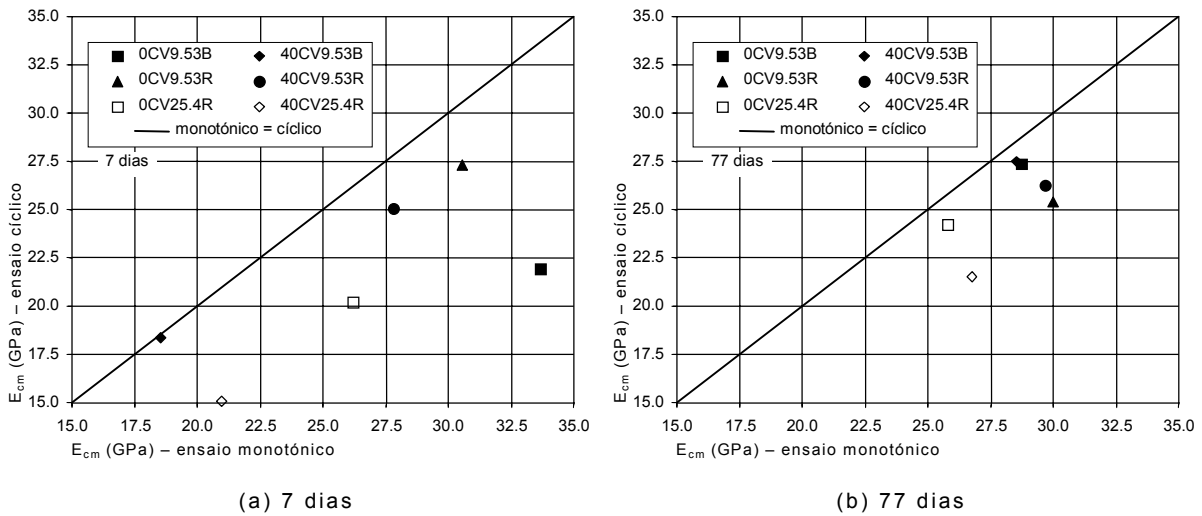 35.0
32.5
30.0
27.5
25.0
22.5
20.0
17.5
15.0
E cm (GPa) – ensaio cíclico
0CV9.53B
40CV9.53B
0CV9.53R
40CV9.53R
0CV25.4R
40CV25.4R
monotónico = cíclico
7 dias
15.0 17.5 20.0 22.5 25.0 27.5 30.0 32.5 35.0
E cm (GPa) – ensaio monotónico
(a) 7 dias
35.0
32.5
30.0
27.5
25.0
22.5
20.0
17.5
15.0
E cm (GPa) – ensaio cíclico
0CV9.53B
40CV9.53B
0CV9.53R
40CV9.53R
0CV25.4R
40CV25.4R
monotónico = cíclico
77 dias
15.0 17.5 20.0 22.5 25.0 27.5 30.0 32.5 35.0
E cm (GPa) – ensaio monotónico
(b) 77 dias